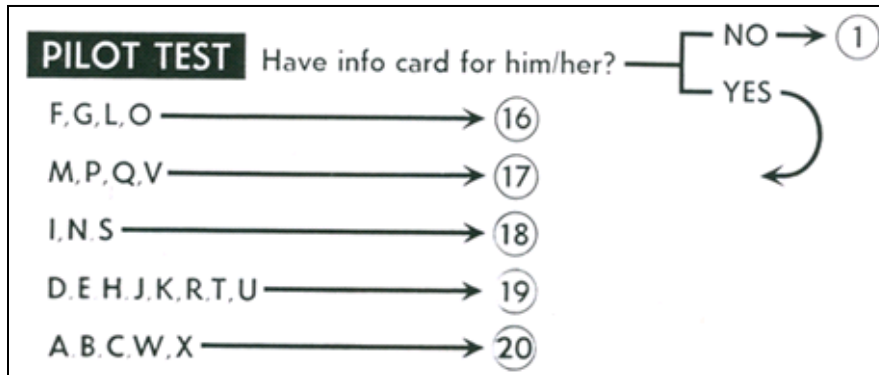 NO → 1
PILOT TEST Have info card for him/her?
YES
F,G,L,O → 16
M,P,Q,V → 17
I,N.S → 18
D.E.H.J.K,R.T,U → 19
A.B.C,W,X → 20